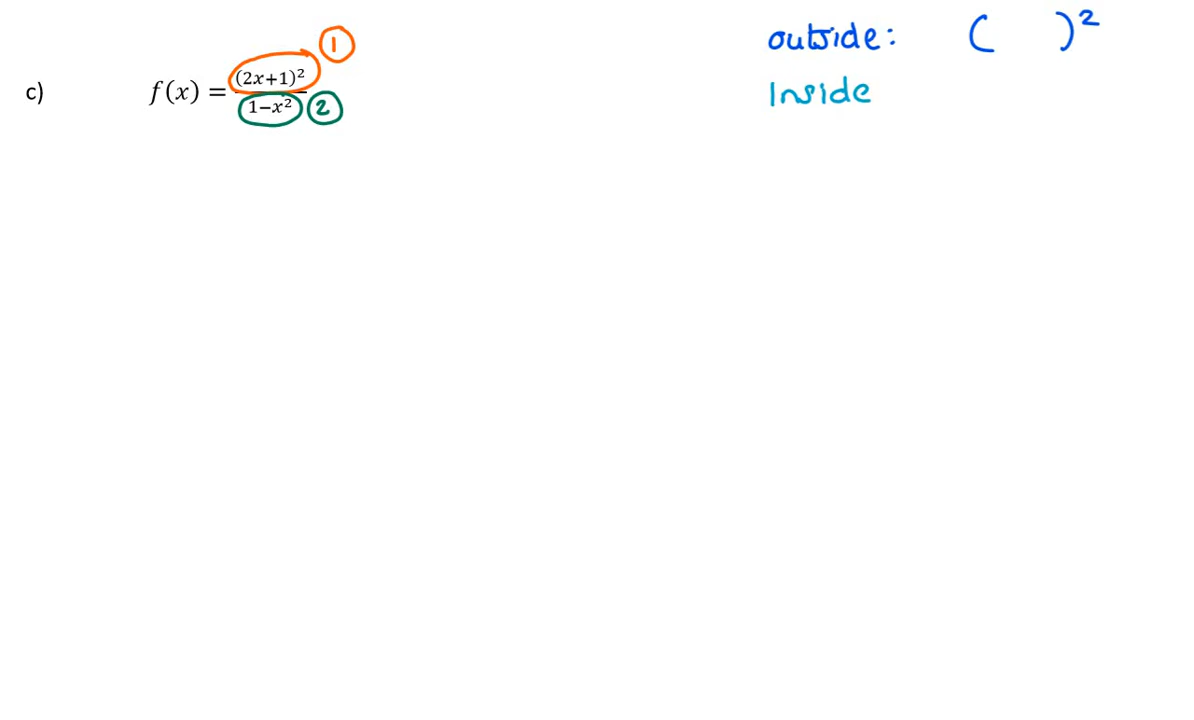 outside: ( )²
Inside
c) f(x) = (2x+1)² / 1−x²
1
2